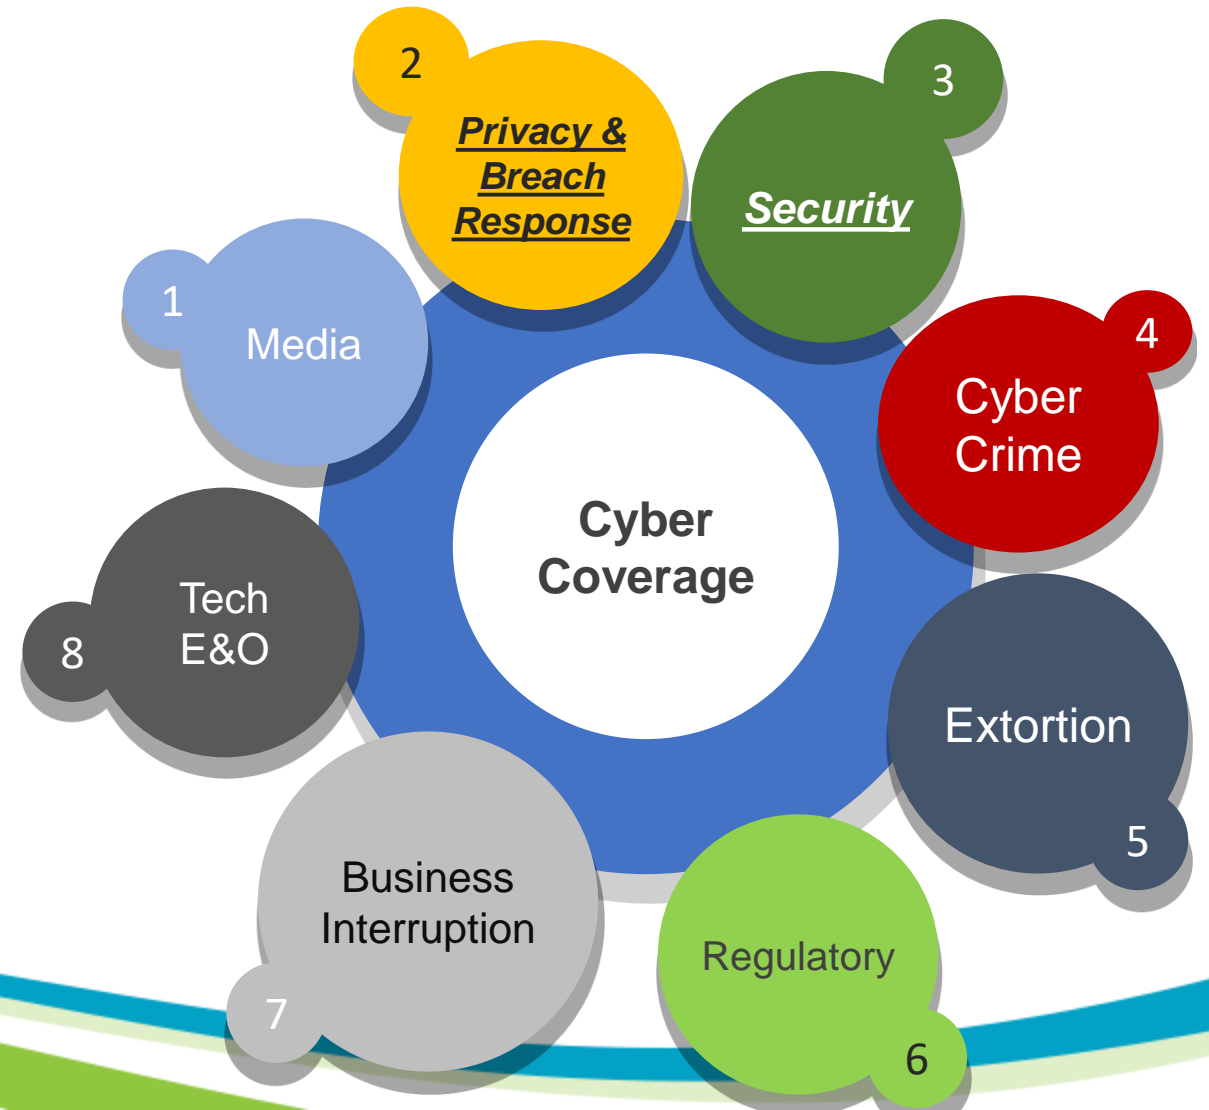 1
Media
2
Privacy &
Breach
Response
3
Security
4
Cyber
Crime
Extortion
5
Regulatory
6
Business
Interruption
7
Tech
E&O
8
Cyber
Coverage